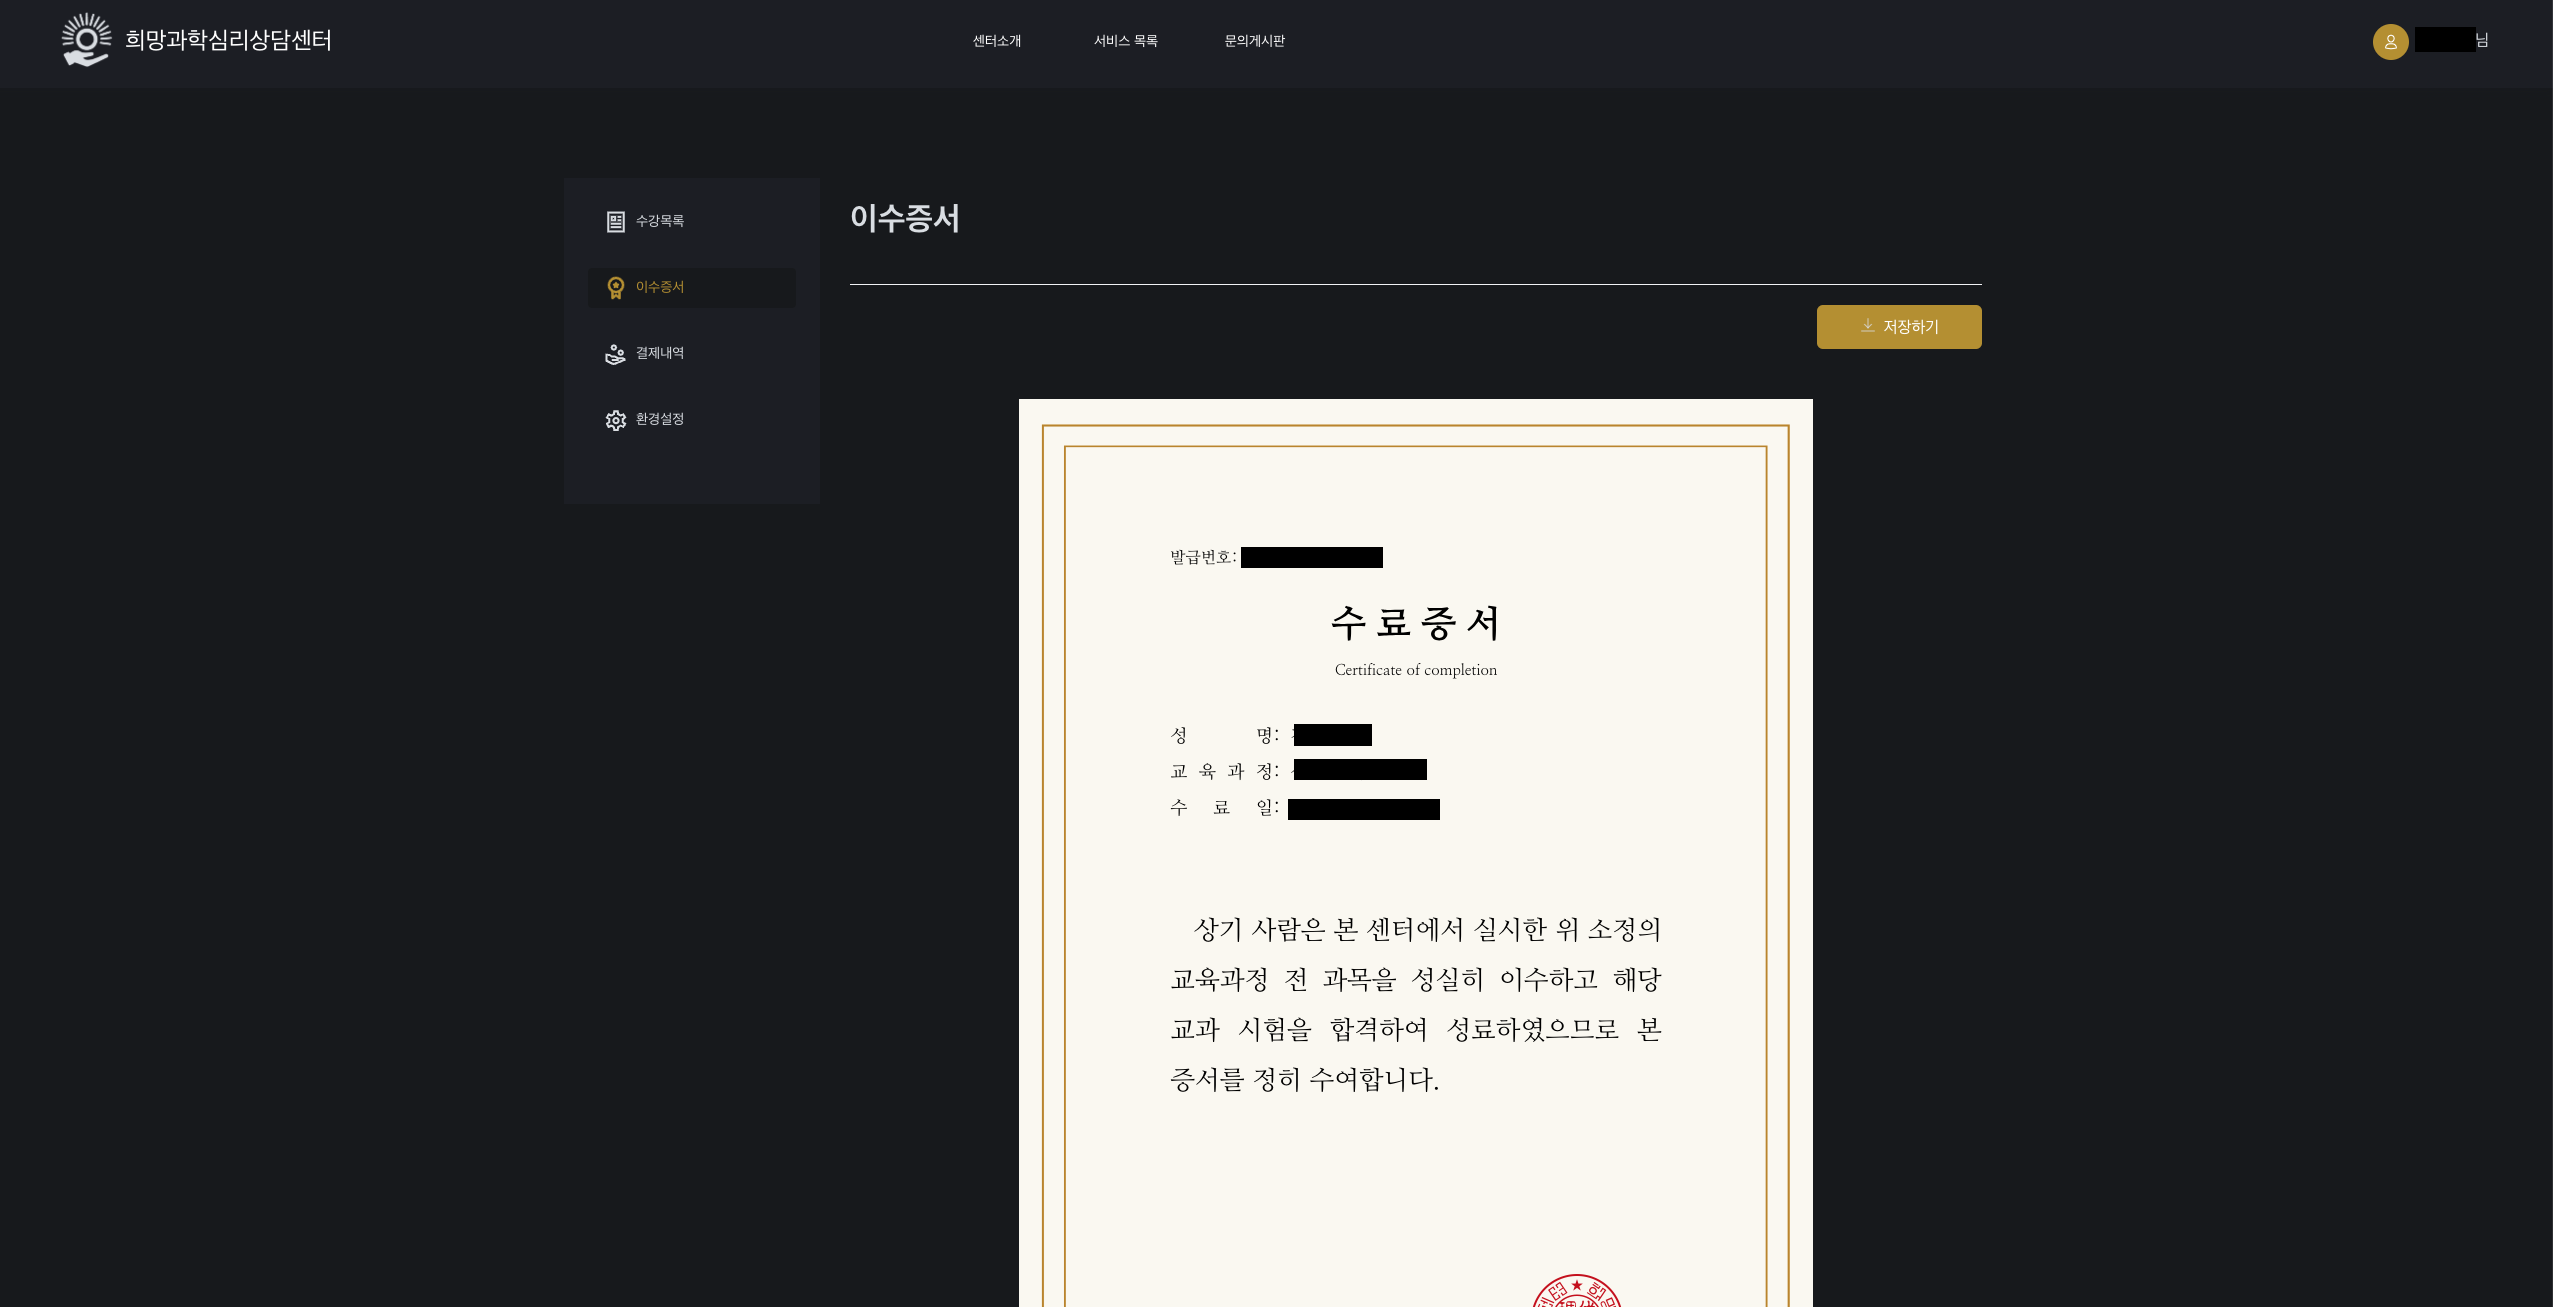 희망과학심리상담센터
센터소개 서비스 목록 문의게시판
님
수강목록
이수증서
결제내역
환경설정
이수증서
저장하기
발급번호:
수료증서
Certificate of completion
성 명:
교 육 과 정:
수 료 일:
상기 사람은 본 센터에서 실시한 위 소정의
교육과정 전 과목을 성실히 이수하고 해당
교과 시험을 합격하여 성료하였으므로 본
증서를 정히 수여합니다.